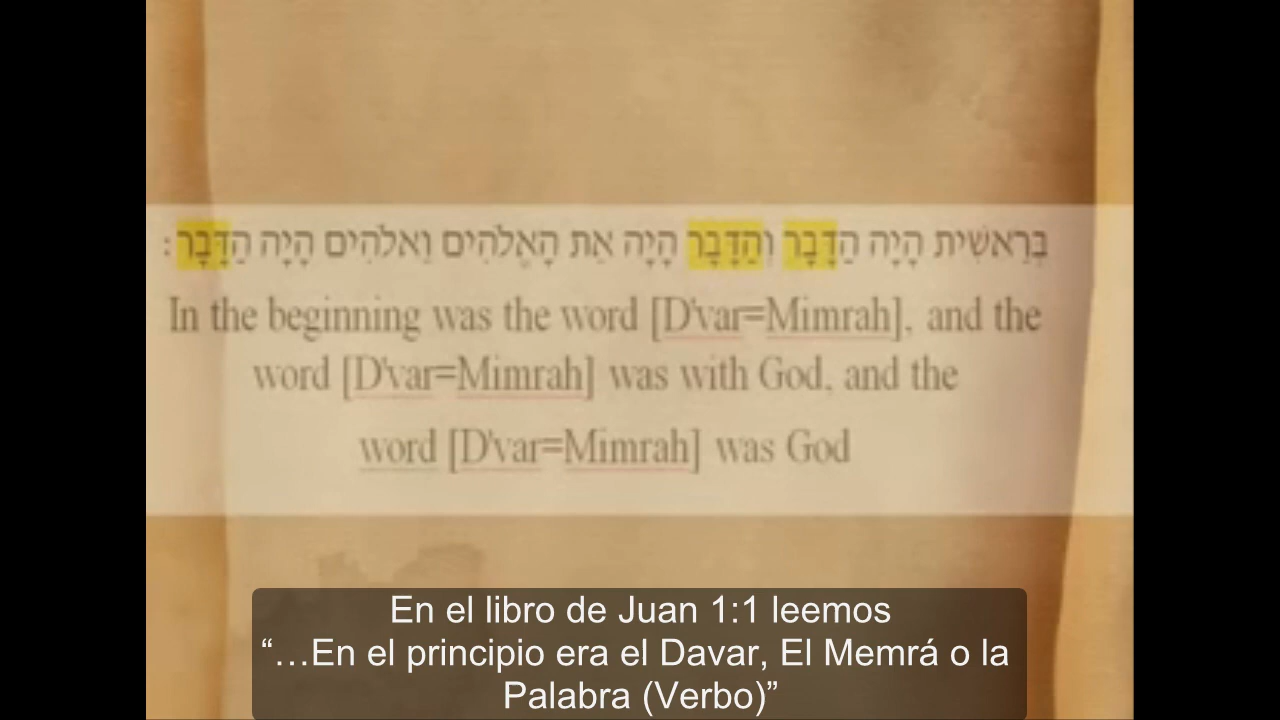 בְּרֵאשִׁית הָיָה הַדָּבָר וְהַדָּבָר הָיָה אֵת הָאֱלֹהִים וֵאלֹהִים הָיָה הַדָּבָר׃
In the beginning was the word [D'var=Mimrah], and the
word [D'var=Mimrah] was with God, and the
word [D'var=Mimrah] was God
En el libro de Juan 1:1 leemos
“…En el principio era el Davar, El Memrá o la
Palabra (Verbo)”